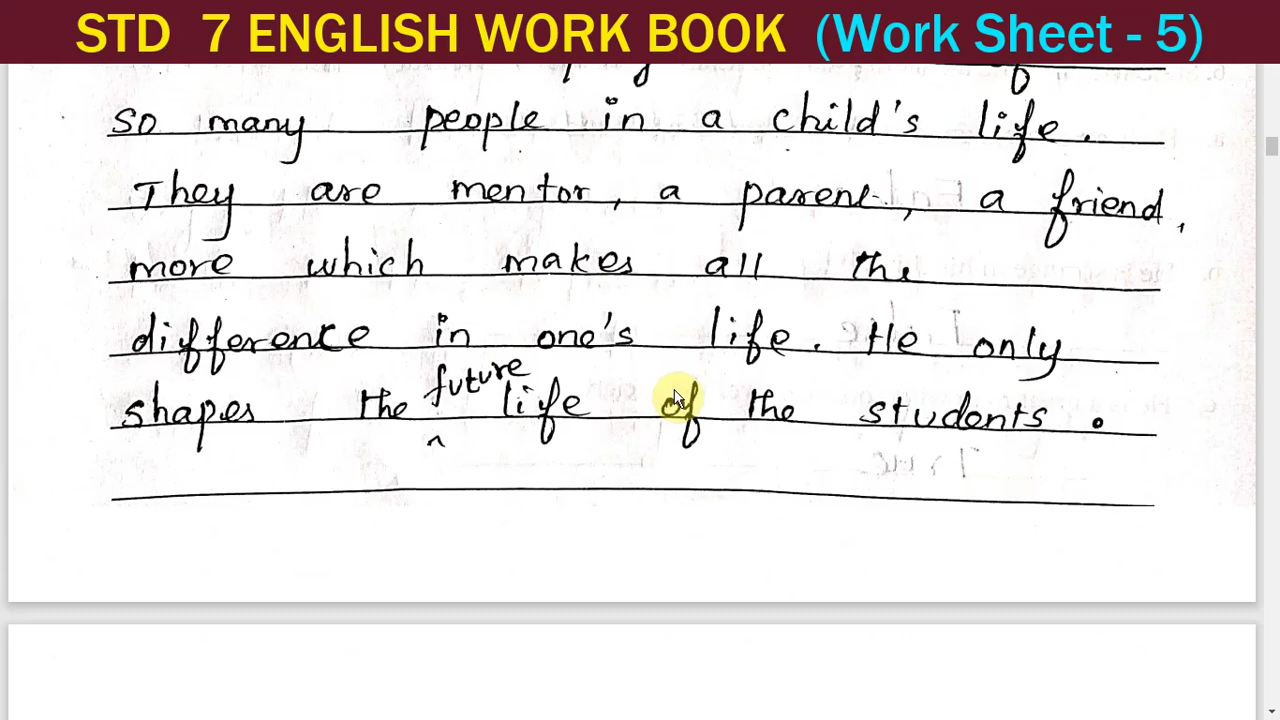 STD 7 ENGLISH WORK BOOK (Work Sheet - 5)
so many people in a child's life.
They are mentor, a parent, a friend,
more which makes all the
difference in one's life. He only
shapes the future life of the students.